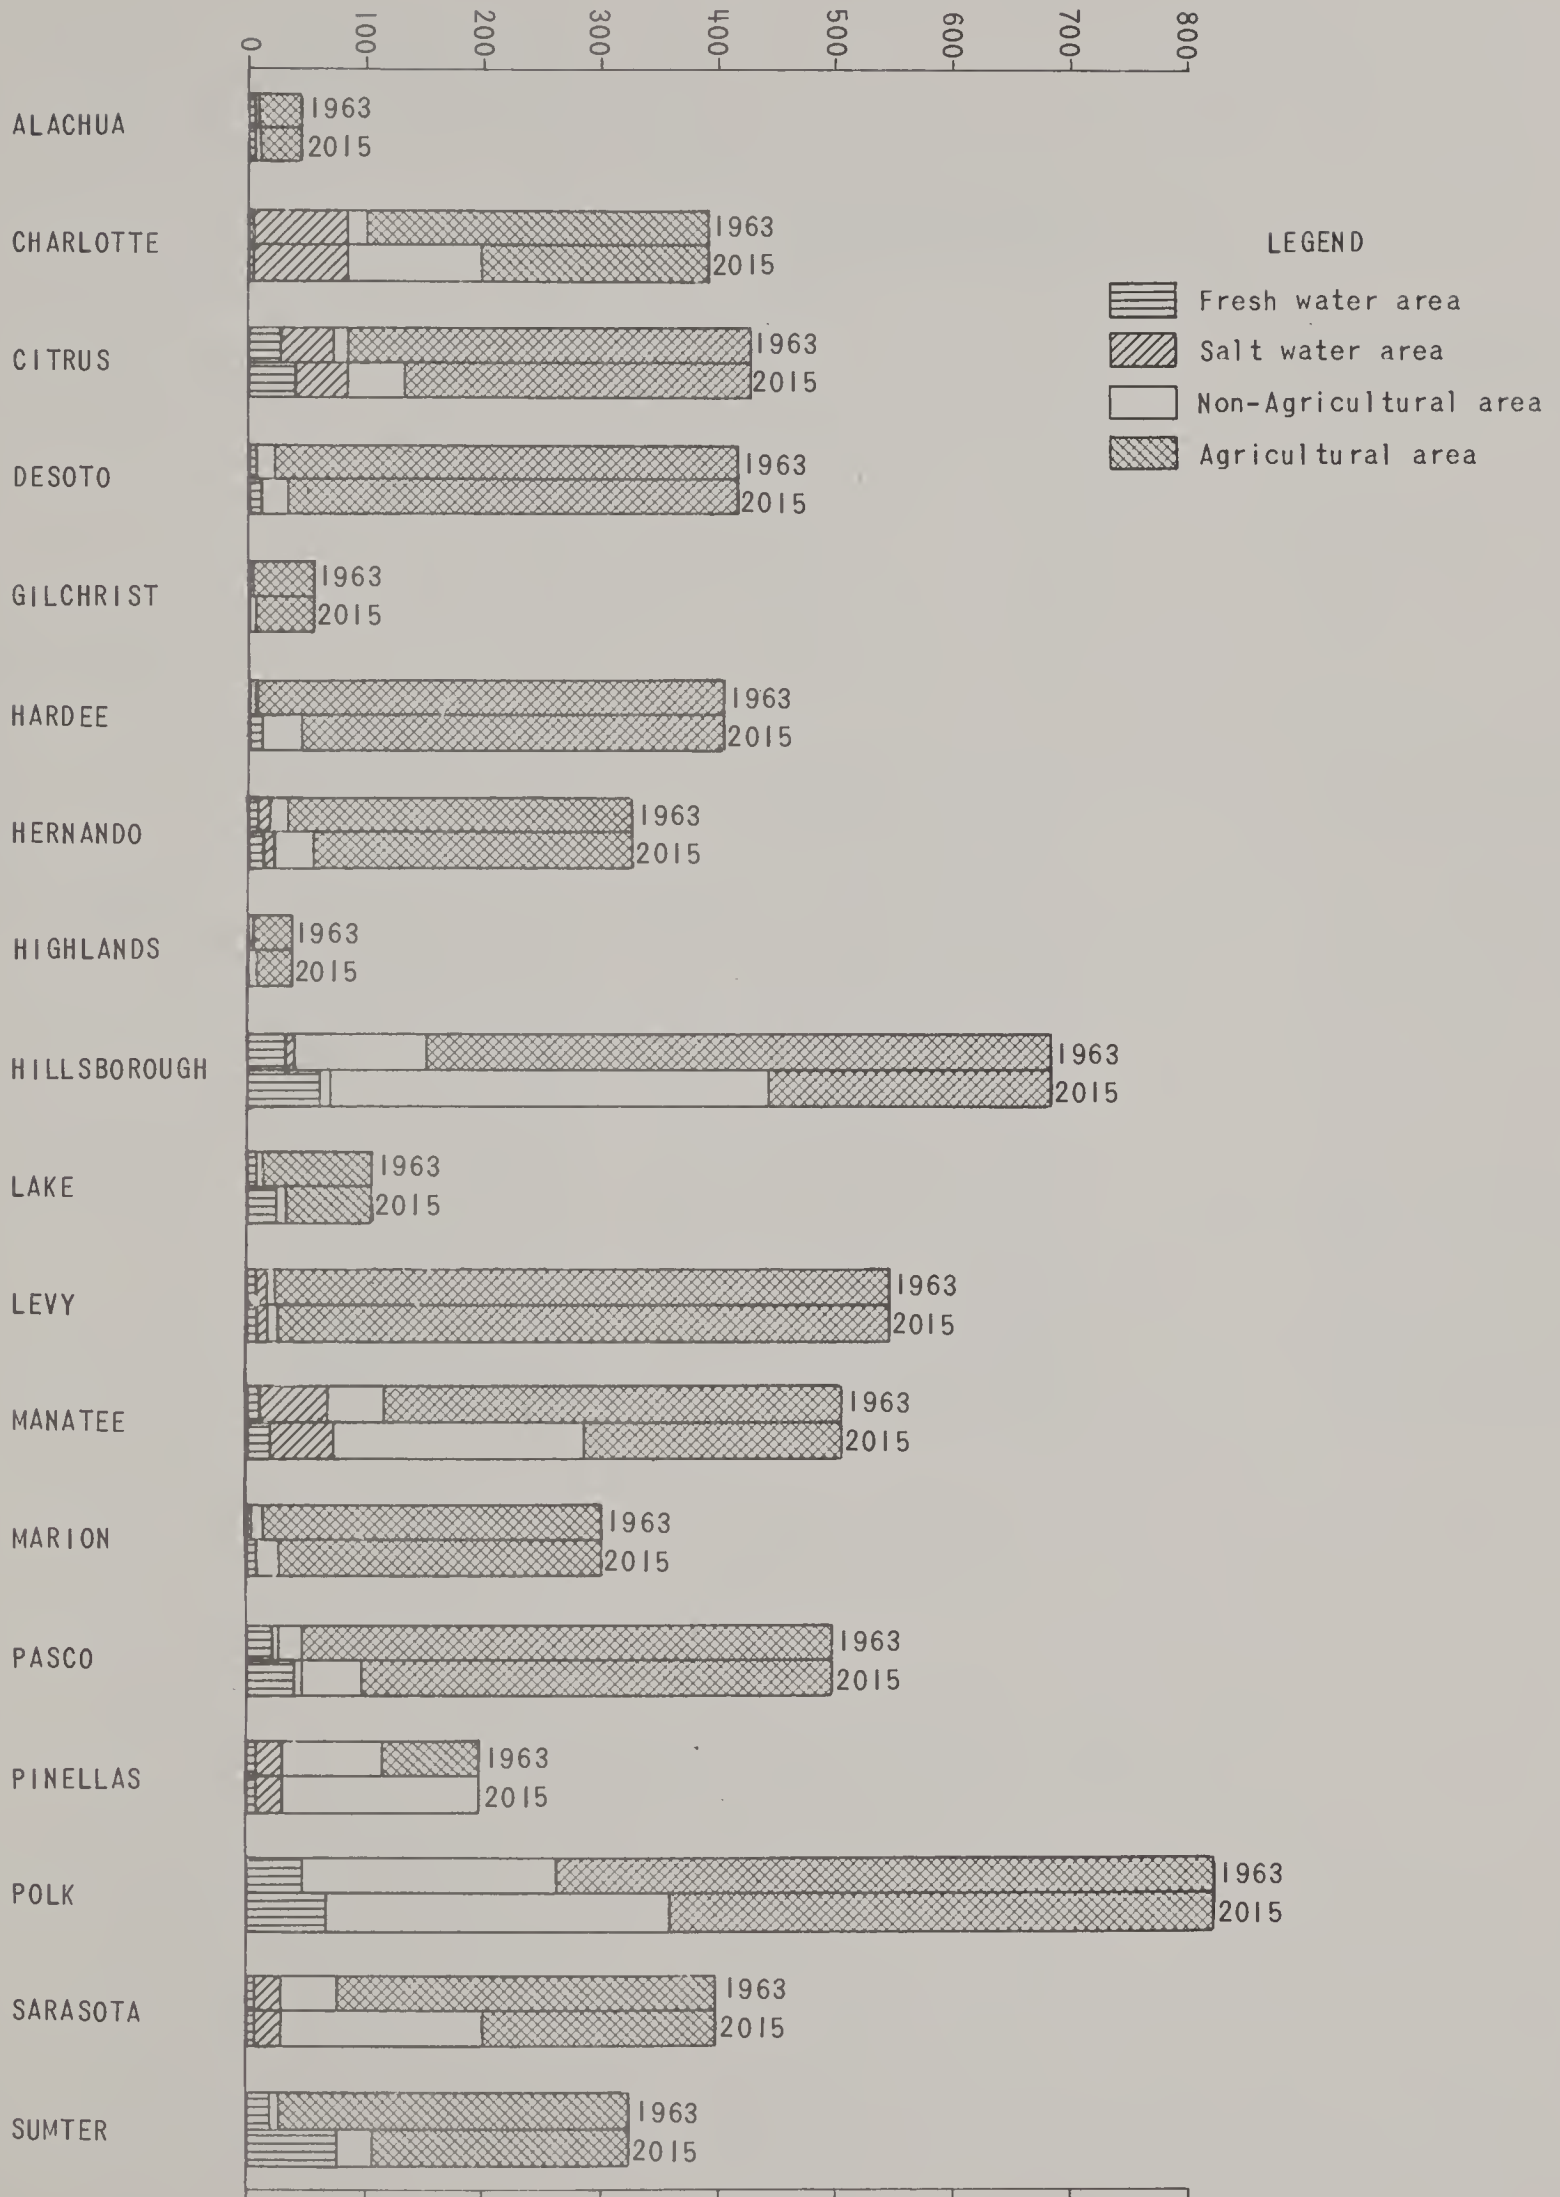 0 100 200 300 400 500 600 700 800
ALACHUA
1963
2015
CHARLOTTE
1963
2015
CITRUS
1963
2015
DESOTO
1963
2015
GILCHRIST
1963
2015
HARDEE
1963
2015
HERNANDO
1963
2015
HIGHLANDS
1963
2015
HILLSBOROUGH
1963
2015
LAKE
1963
2015
LEVY
1963
2015
MANATEE
1963
2015
MARION
1963
2015
PASCO
1963
2015
PINELLAS
1963
2015
POLK
1963
2015
SARASOTA
1963
2015
SUMTER
1963
2015
LEGEND
Fresh water area
Salt water area
Non-Agricultural area
Agricultural area